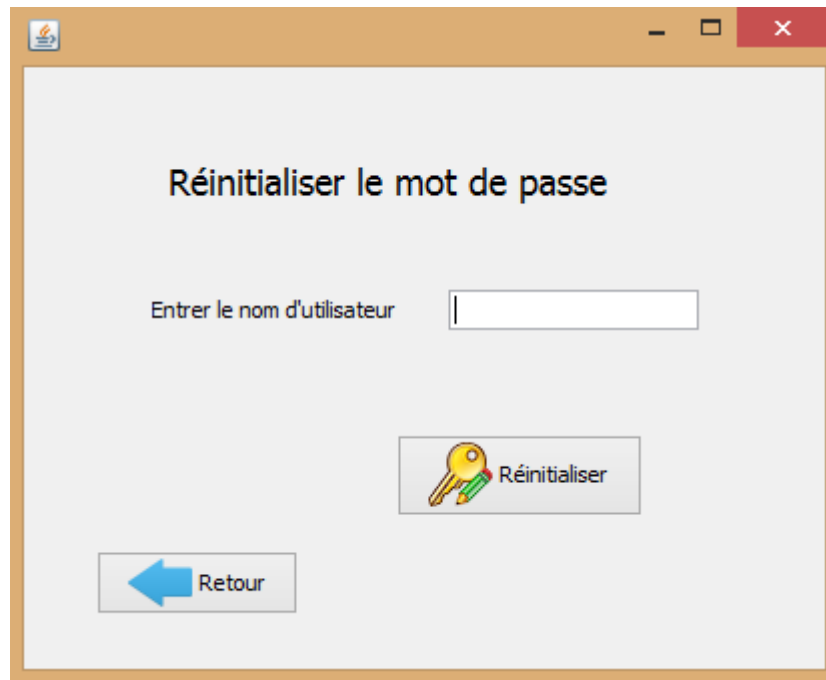 Réinitialiser le mot de passe
Entrer le nom d'utilisateur
Réinitialiser
Retour